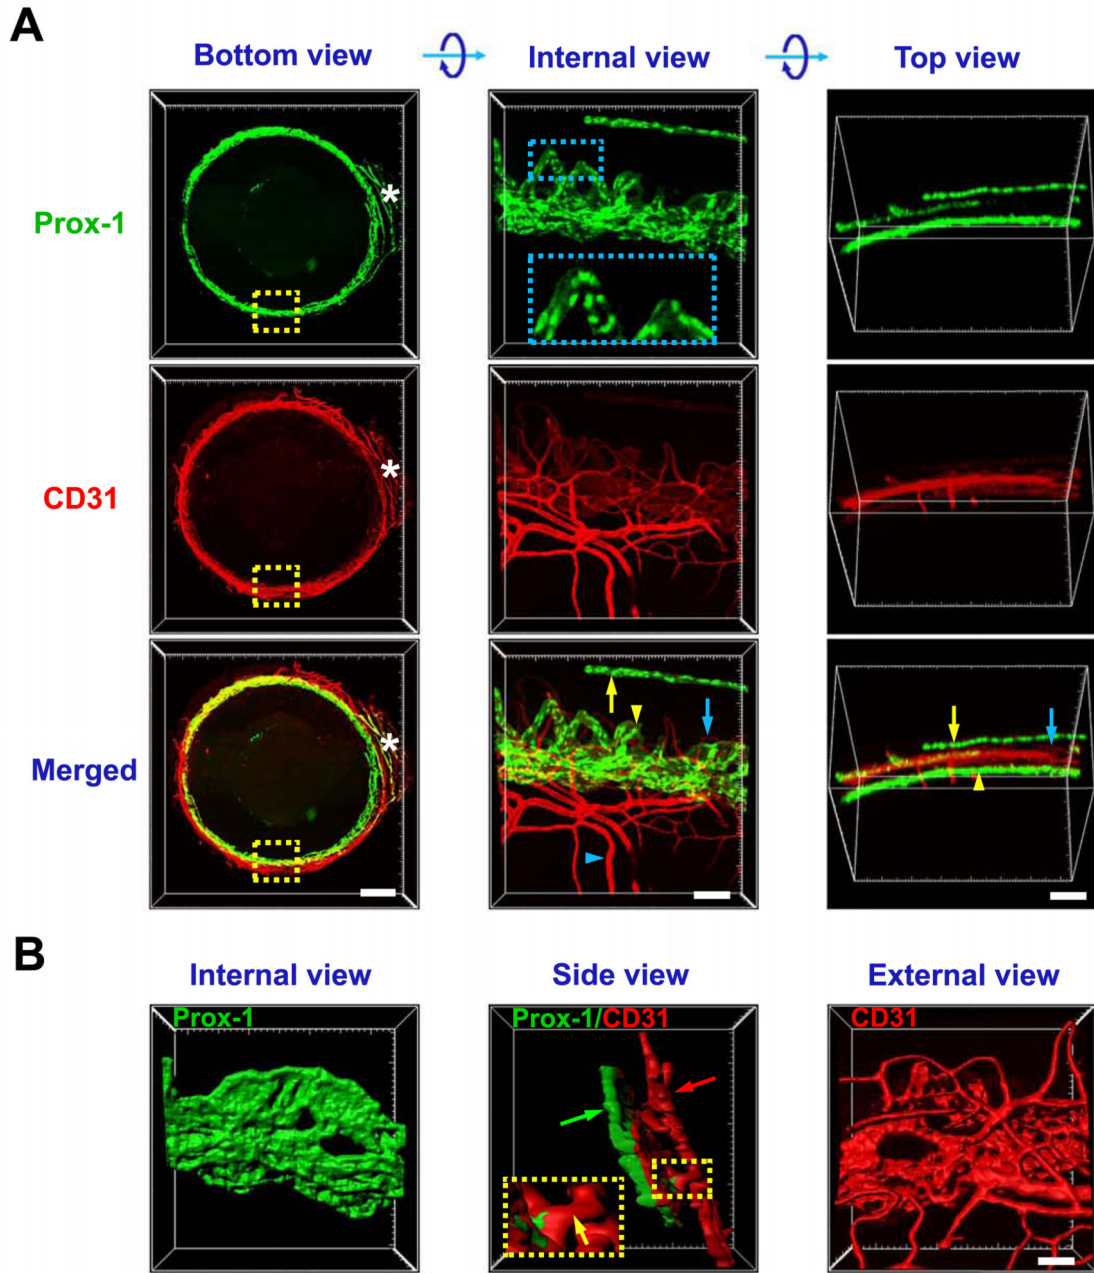 A
Bottom view
Internal view
Top view
Prox-1
*
CD31
*
Merged
*
B
Internal view
Side view
External view
Prox-1
Prox-1/CD31
CD31